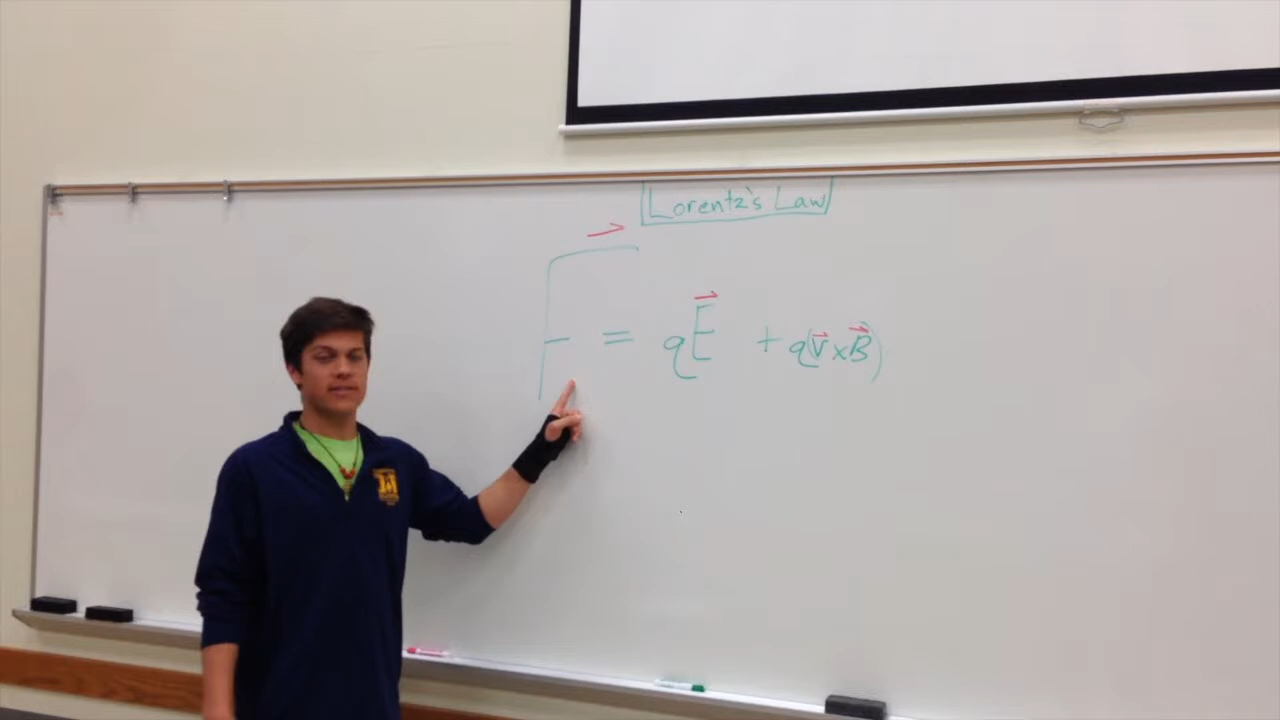 Lorentz's Law
F⃗ = qE⃗ + q(v⃗ x B⃗)